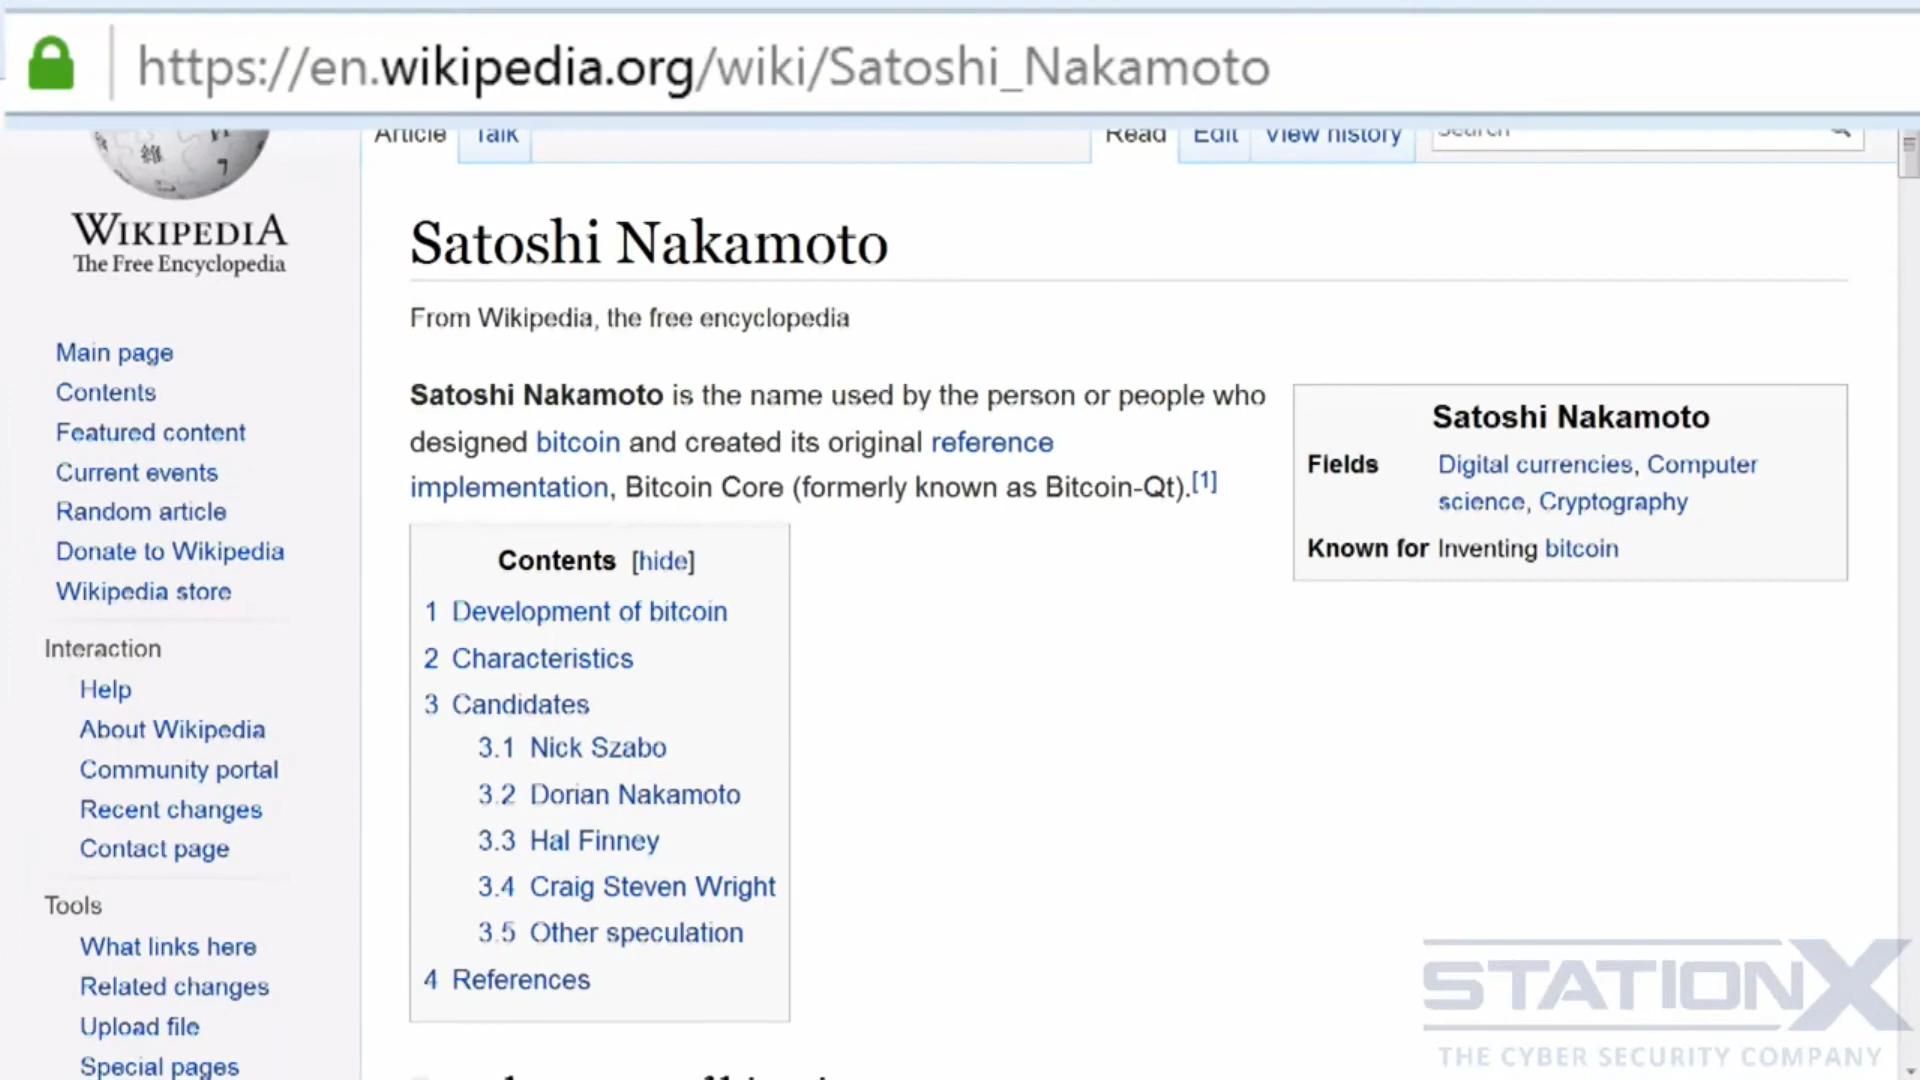 https://en.wikipedia.org/wiki/Satoshi_Nakamoto
Article Talk Read Edit View history Search
WIKIPEDIA
The Free Encyclopedia
Main page
Contents
Featured content
Current events
Random article
Donate to Wikipedia
Wikipedia store
Interaction
Help
About Wikipedia
Community portal
Recent changes
Contact page
Tools
What links here
Related changes
Upload file
Special pages
Satoshi Nakamoto
From Wikipedia, the free encyclopedia
Satoshi Nakamoto is the name used by the person or people who
designed bitcoin and created its original reference
implementation, Bitcoin Core (formerly known as Bitcoin-Qt).[1]
Satoshi Nakamoto
Fields Digital currencies, Computer
science, Cryptography
Known for Inventing bitcoin
Contents [hide]
1 Development of bitcoin
2 Characteristics
3 Candidates
3.1 Nick Szabo
3.2 Dorian Nakamoto
3.3 Hal Finney
3.4 Craig Steven Wright
3.5 Other speculation
4 References
STATIONX
THE CYBER SECURITY COMPANY